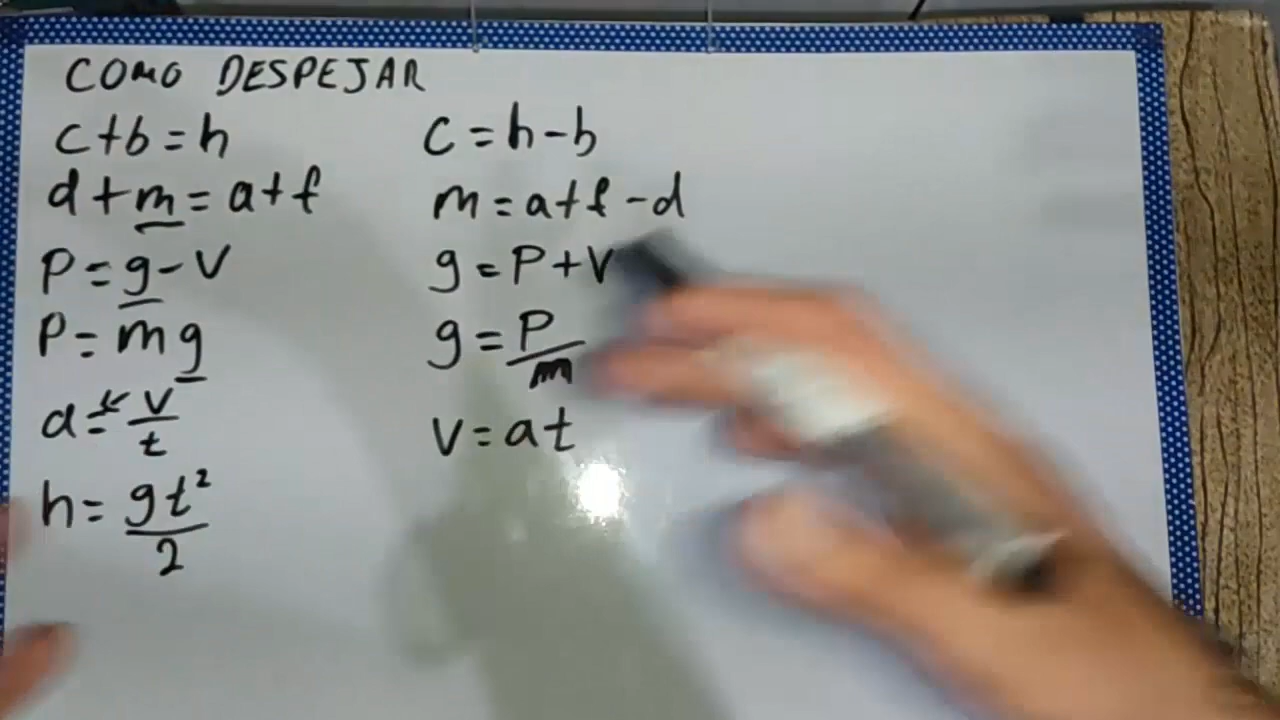 COMO DESPEJAR
c+b=h c=h-b
d+m=a+f m=a+f-d
P=g-v g=P+v
P=mg g=P/m
a=v/t v=at
h=gt²/2